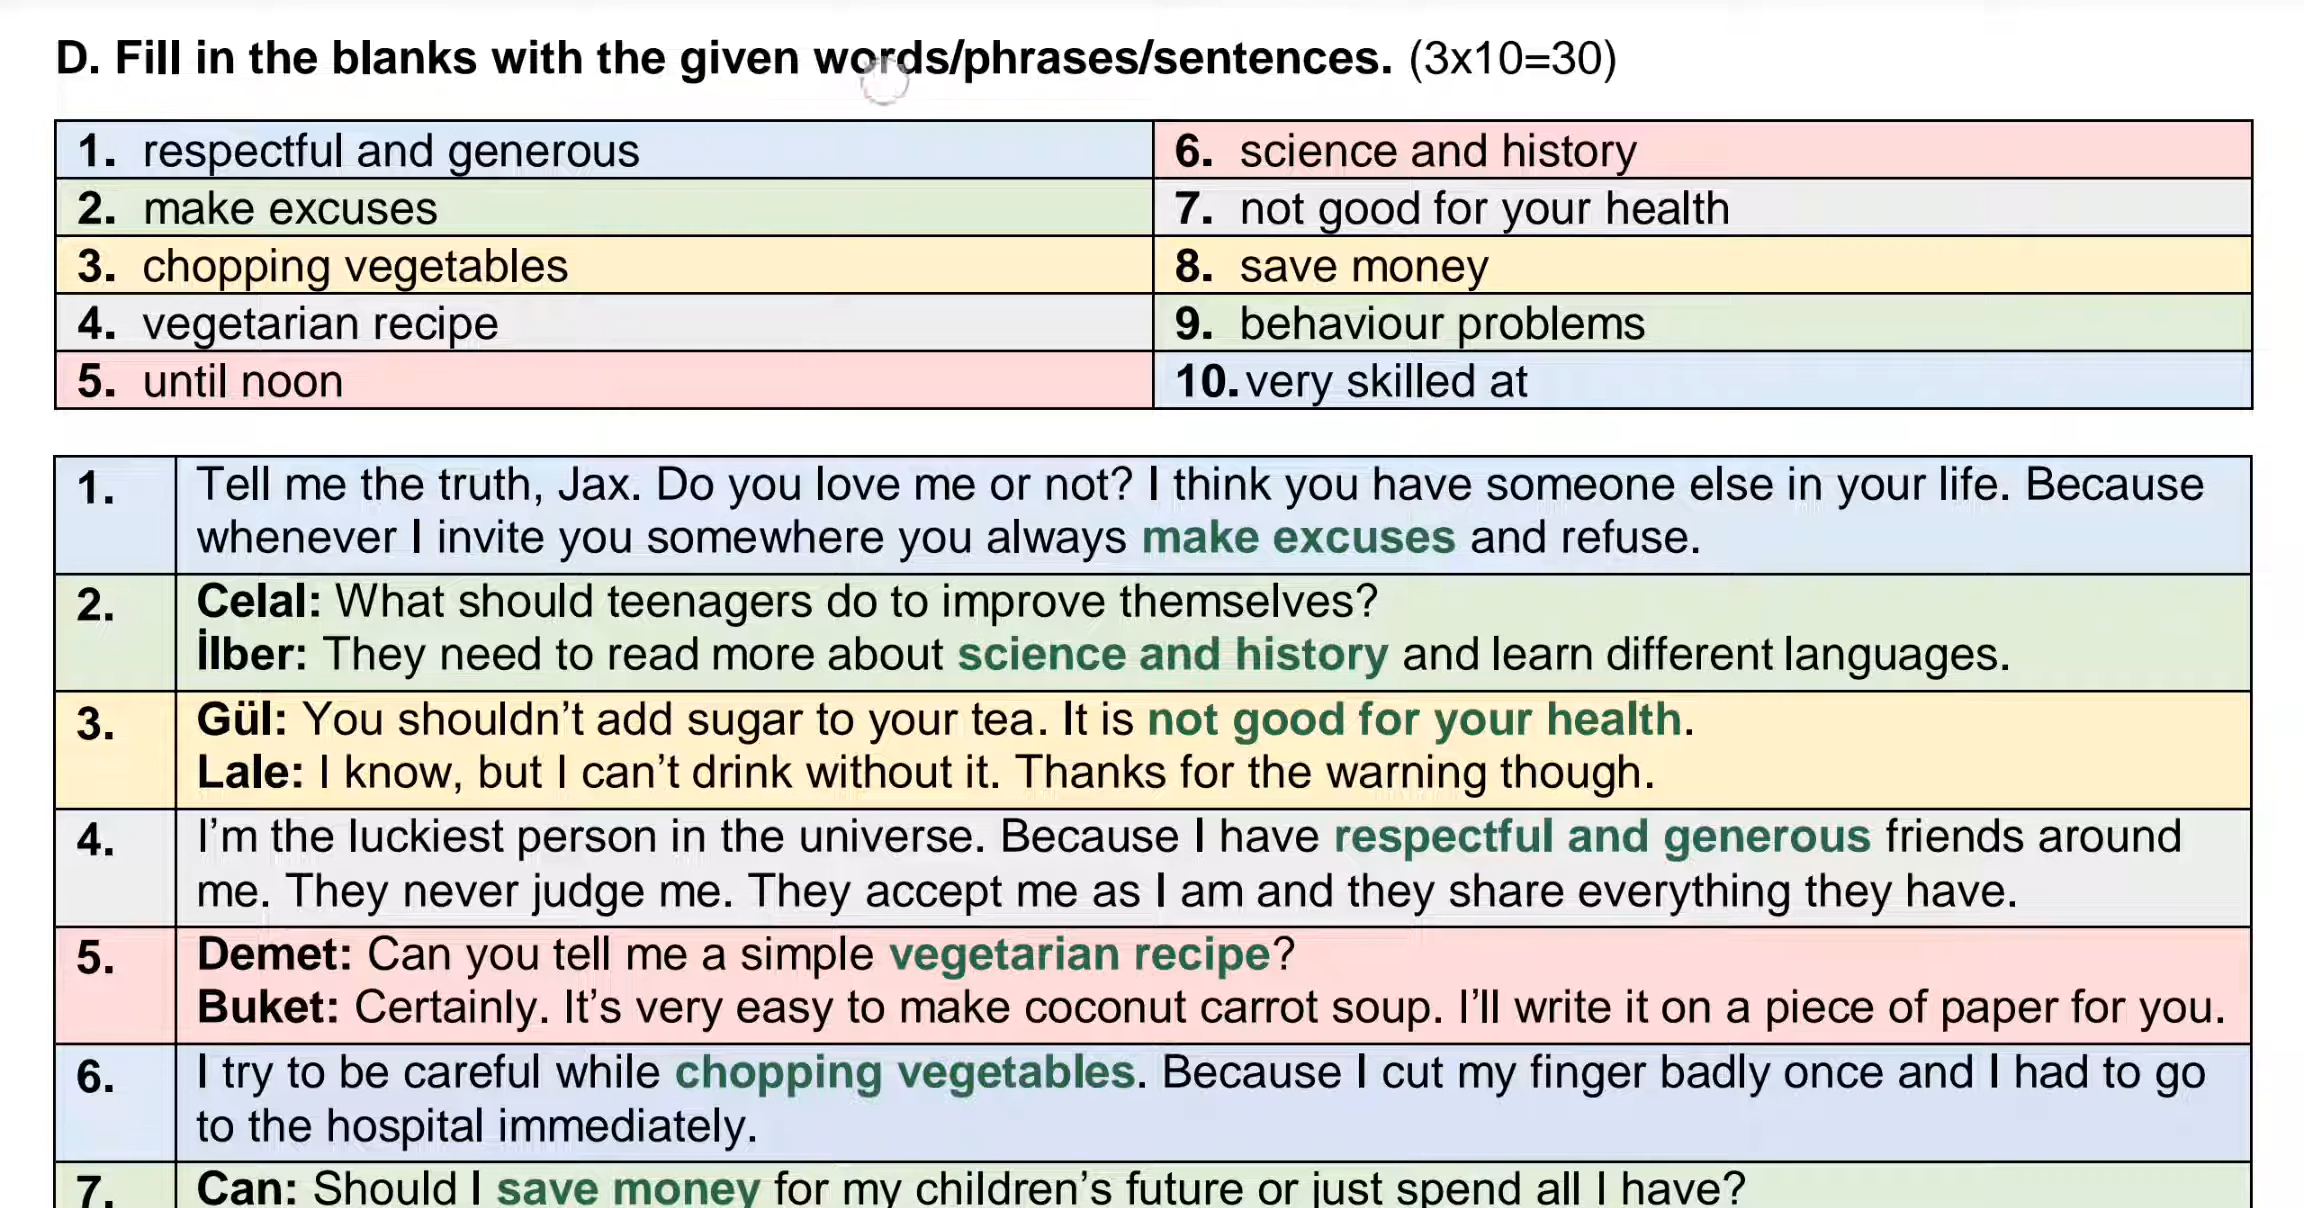 D. Fill in the blanks with the given words/phrases/sentences. (3x10=30)
1. respectful and generous
2. make excuses
3. chopping vegetables
4. vegetarian recipe
5. until noon
6. science and history
7. not good for your health
8. save money
9. behaviour problems
10. very skilled at
1. Tell me the truth, Jax. Do you love me or not? I think you have someone else in your life. Because
whenever I invite you somewhere you always make excuses and refuse.
2. Celal: What should teenagers do to improve themselves?
İlber: They need to read more about science and history and learn different languages.
3. Gül: You shouldn’t add sugar to your tea. It is not good for your health.
Lale: I know, but I can’t drink without it. Thanks for the warning though.
4. I’m the luckiest person in the universe. Because I have respectful and generous friends around
me. They never judge me. They accept me as I am and they share everything they have.
5. Demet: Can you tell me a simple vegetarian recipe?
Buket: Certainly. It’s very easy to make coconut carrot soup. I’ll write it on a piece of paper for you.
6. I try to be careful while chopping vegetables. Because I cut my finger badly once and I had to go
to the hospital immediately.
7. Can: Should I save money for my children’s future or just spend all I have?